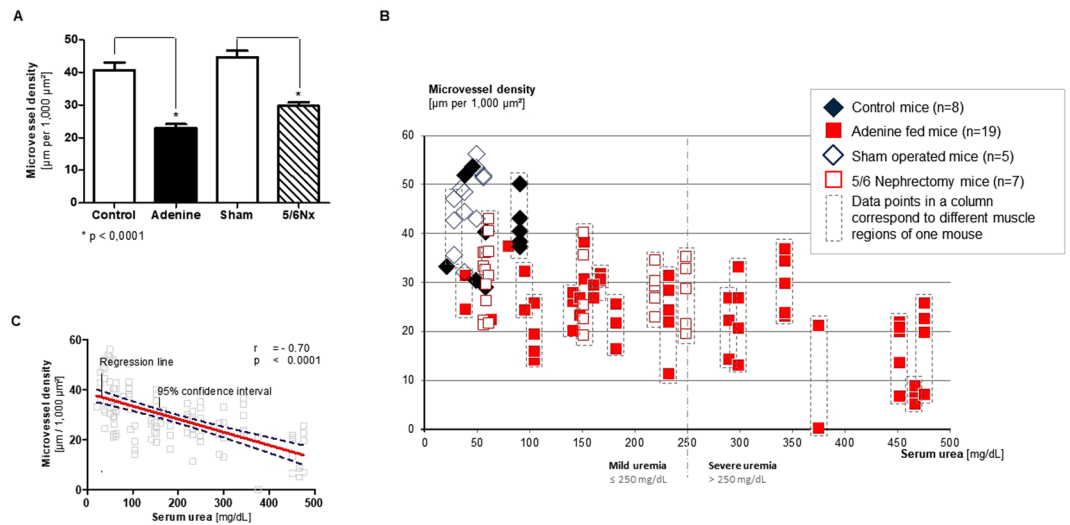 A
Microvessel density
[µm per 1,000 µm²]
50
40
30
20
10
0
*
*
Control
Adenine
Sham
5/6Nx
* p < 0,0001
B
Microvessel density
[µm per 1,000 µm²]
60
50
40
30
20
10
0
0
50
100
150
200
250
300
350
400
450
500
Serum urea [mg/dL]
Mild uremia
≤ 250 mg/dL
Severe uremia
> 250 mg/dL
Control mice (n=8)
Adenine fed mice (n=19)
Sham operated mice (n=5)
5/6 Nephrectomy mice (n=7)
Data points in a column
correspond to different muscle
regions of one mouse
C
Microvessel density
[µm / 1,000 µm²]
60
40
20
0
r = - 0.70
p < 0.0001
Regression line
95% confidence interval
0
100
200
300
400
500
Serum urea [mg/dL]